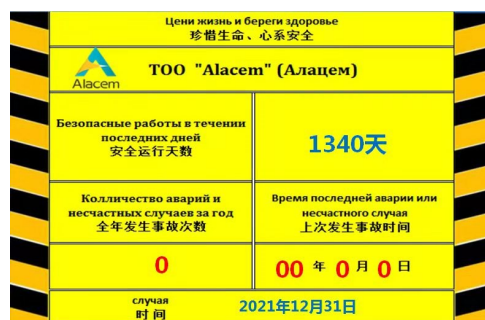 Цени жизнь и береги здоровье
珍惜生命、心系安全
Alacem
ТОО "Alacem" (Алацем)
Безопасные работы в течении
последних дней
安全运行天数
1340天
Колличество аварий и
несчастных случаев за год
全年发生事故次数
Время последней аварии или
несчастного случая
上次发生事故时间
0
00 年 0 月 0 日
случая
时 间
2021年12月31日